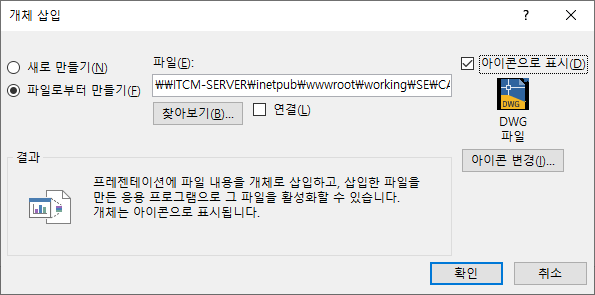 개체 삽입
새로 만들기(N)
파일로부터 만들기(F)
파일(E):
₩₩ITCM-SERVER₩inetpub₩wwwroot₩working₩SE₩CA
찾아보기(B)...
연결(L)
아이콘으로 표시(D)
DWG
DWG
파일
아이콘 변경(I)...
결과
프레젠테이션에 파일 내용을 개체로 삽입하고, 삽입한 파일을
만든 응용 프로그램으로 그 파일을 활성화할 수 있습니다.
개체는 아이콘으로 표시됩니다.
확인
취소